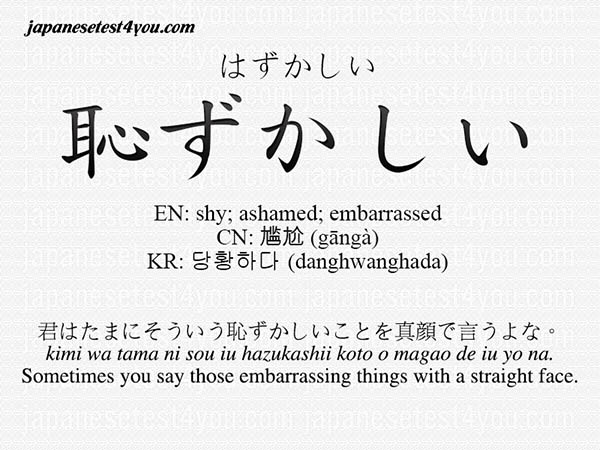 japanesetest4you.com
はずかしい
恥ずかしい
EN: shy; ashamed; embarrassed
CN: 尴尬 (gāngà)
KR: 당황하다 (danghwanghada)
君はたまにそういう恥ずかしいことを真顔で言うよな。
kimi wa tama ni sou iu hazukashii koto o magao de iu yo na.
Sometimes you say those embarrassing things with a straight face.